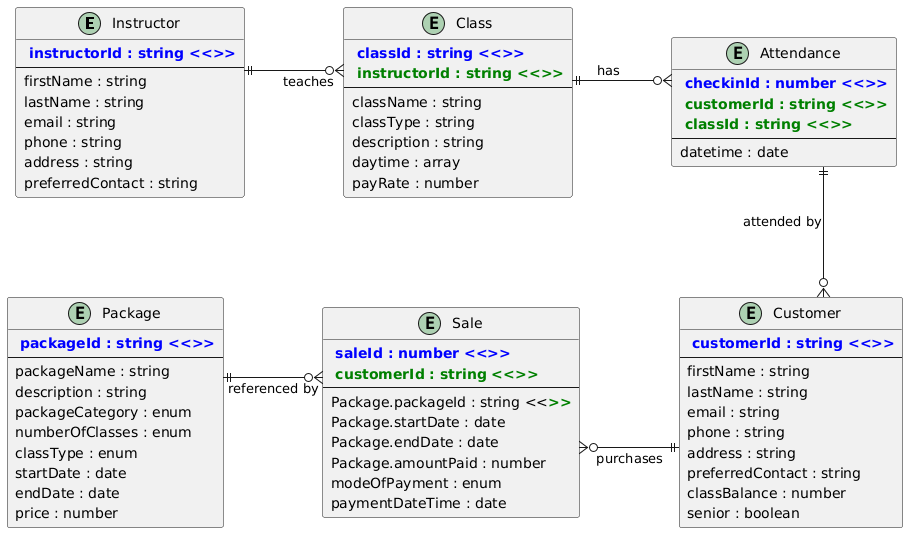 E Instructor
instructorId : string <<>>
firstName : string
lastName : string
email : string
phone : string
address : string
preferredContact : string
teaches
E Class
classId : string <<>>
instructorId : string <<>>
className : string
classType : string
description : string
daytime : array
payRate : number
has
E Attendance
checkinId : number <<>>
customerId : string <<>>
classId : string <<>>
datetime : date
attended by
E Package
packageId : string <<>>
packageName : string
description : string
packageCategory : enum
numberOfClasses : enum
classType : enum
startDate : date
endDate : date
price : number
referenced by
E Sale
saleId : number <<>>
customerId : string <<>>
Package.packageId : string <<>>
Package.startDate : date
Package.endDate : date
Package.amountPaid : number
modeOfPayment : enum
paymentDateTime : date
purchases
E Customer
customerId : string <<>>
firstName : string
lastName : string
email : string
phone : string
address : string
preferredContact : string
classBalance : number
senior : boolean